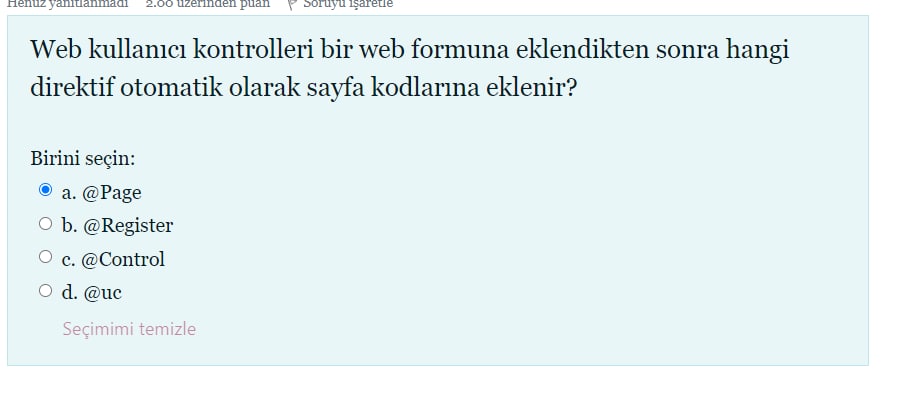 Henüz yanıtlanmadı 2.00 üzerinden puan Soruyu işaretle
Web kullanıcı kontrolleri bir web formuna eklendikten sonra hangi
direktif otomatik olarak sayfa kodlarına eklenir?
Birini seçin:
a. @Page
b. @Register
c. @Control
d. @uc
Seçimimi temizle